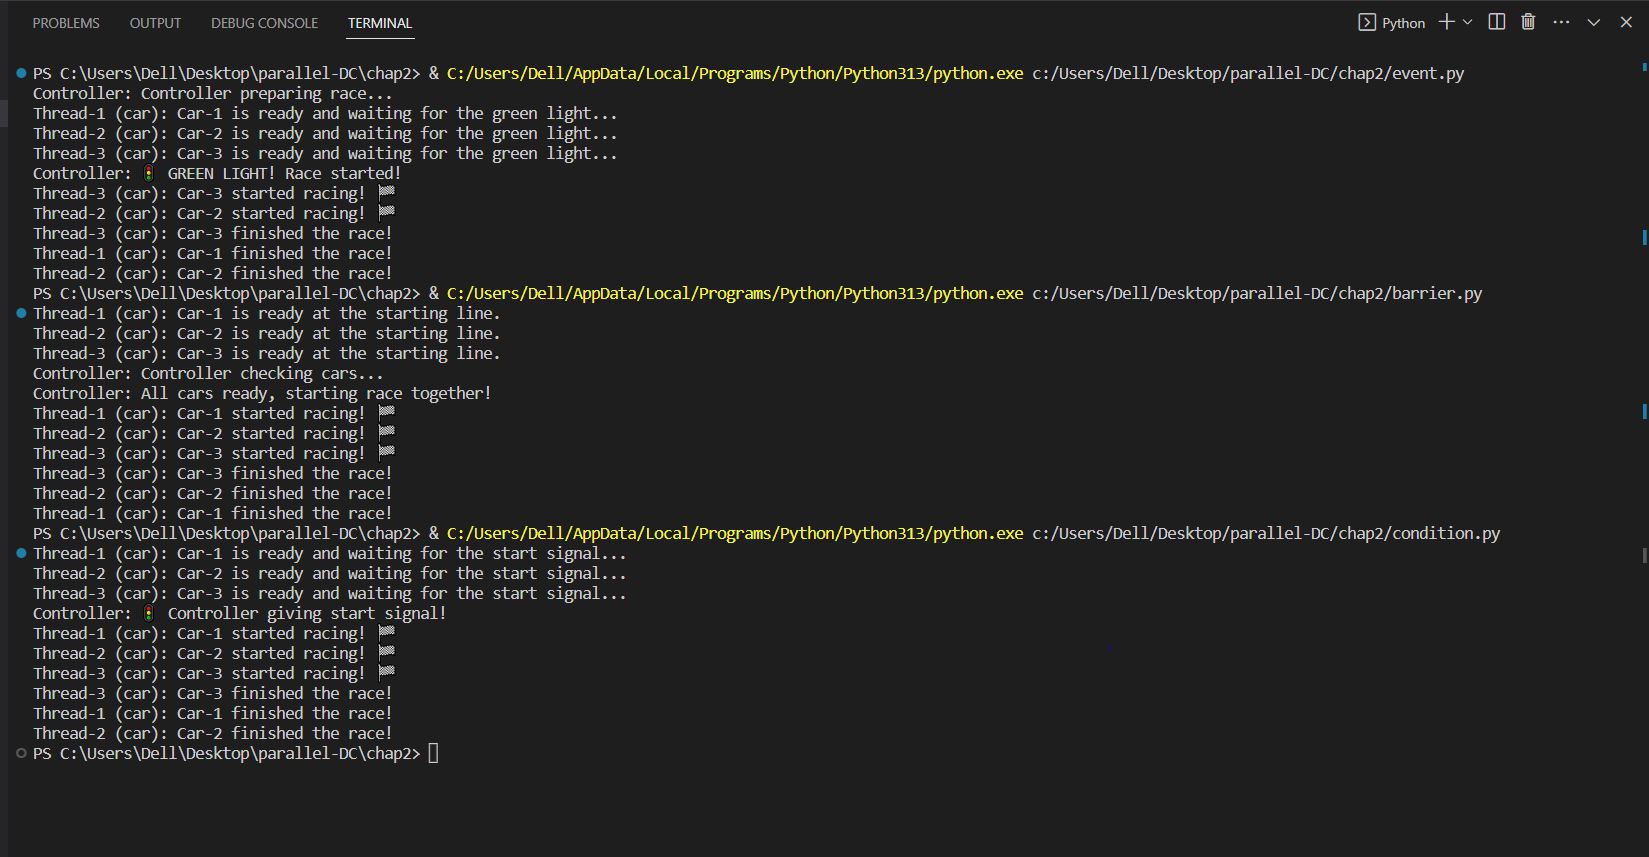 PROBLEMS OUTPUT DEBUG CONSOLE TERMINAL Python
PS C:\Users\Dell\Desktop\parallel-DC\chap2> & C:/Users/Dell/AppData/Local/Programs/Python/Python313/python.exe c:/Users/Dell/Desktop/parallel-DC/chap2/event.py
Controller: Controller preparing race...
Thread-1 (car): Car-1 is ready and waiting for the green light...
Thread-2 (car): Car-2 is ready and waiting for the green light...
Thread-3 (car): Car-3 is ready and waiting for the green light...
Controller: 🚦 GREEN LIGHT! Race started!
Thread-3 (car): Car-3 started racing! 🏁
Thread-2 (car): Car-2 started racing! 🏁
Thread-3 (car): Car-3 finished the race!
Thread-1 (car): Car-1 finished the race!
Thread-2 (car): Car-2 finished the race!
PS C:\Users\Dell\Desktop\parallel-DC\chap2> & C:/Users/Dell/AppData/Local/Programs/Python/Python313/python.exe c:/Users/Dell/Desktop/parallel-DC/chap2/barrier.py
Thread-1 (car): Car-1 is ready at the starting line.
Thread-2 (car): Car-2 is ready at the starting line.
Thread-3 (car): Car-3 is ready at the starting line.
Controller: Controller checking cars...
Controller: All cars ready, starting race together!
Thread-1 (car): Car-1 started racing! 🏁
Thread-2 (car): Car-2 started racing! 🏁
Thread-3 (car): Car-3 started racing! 🏁
Thread-3 (car): Car-3 finished the race!
Thread-2 (car): Car-2 finished the race!
Thread-1 (car): Car-1 finished the race!
PS C:\Users\Dell\Desktop\parallel-DC\chap2> & C:/Users/Dell/AppData/Local/Programs/Python/Python313/python.exe c:/Users/Dell/Desktop/parallel-DC/chap2/condition.py
Thread-1 (car): Car-1 is ready and waiting for the start signal...
Thread-2 (car): Car-2 is ready and waiting for the start signal...
Thread-3 (car): Car-3 is ready and waiting for the start signal...
Controller: 🚦 Controller giving start signal!
Thread-1 (car): Car-1 started racing! 🏁
Thread-2 (car): Car-2 started racing! 🏁
Thread-3 (car): Car-3 started racing! 🏁
Thread-3 (car): Car-3 finished the race!
Thread-1 (car): Car-1 finished the race!
Thread-2 (car): Car-2 finished the race!
PS C:\Users\Dell\Desktop\parallel-DC\chap2>